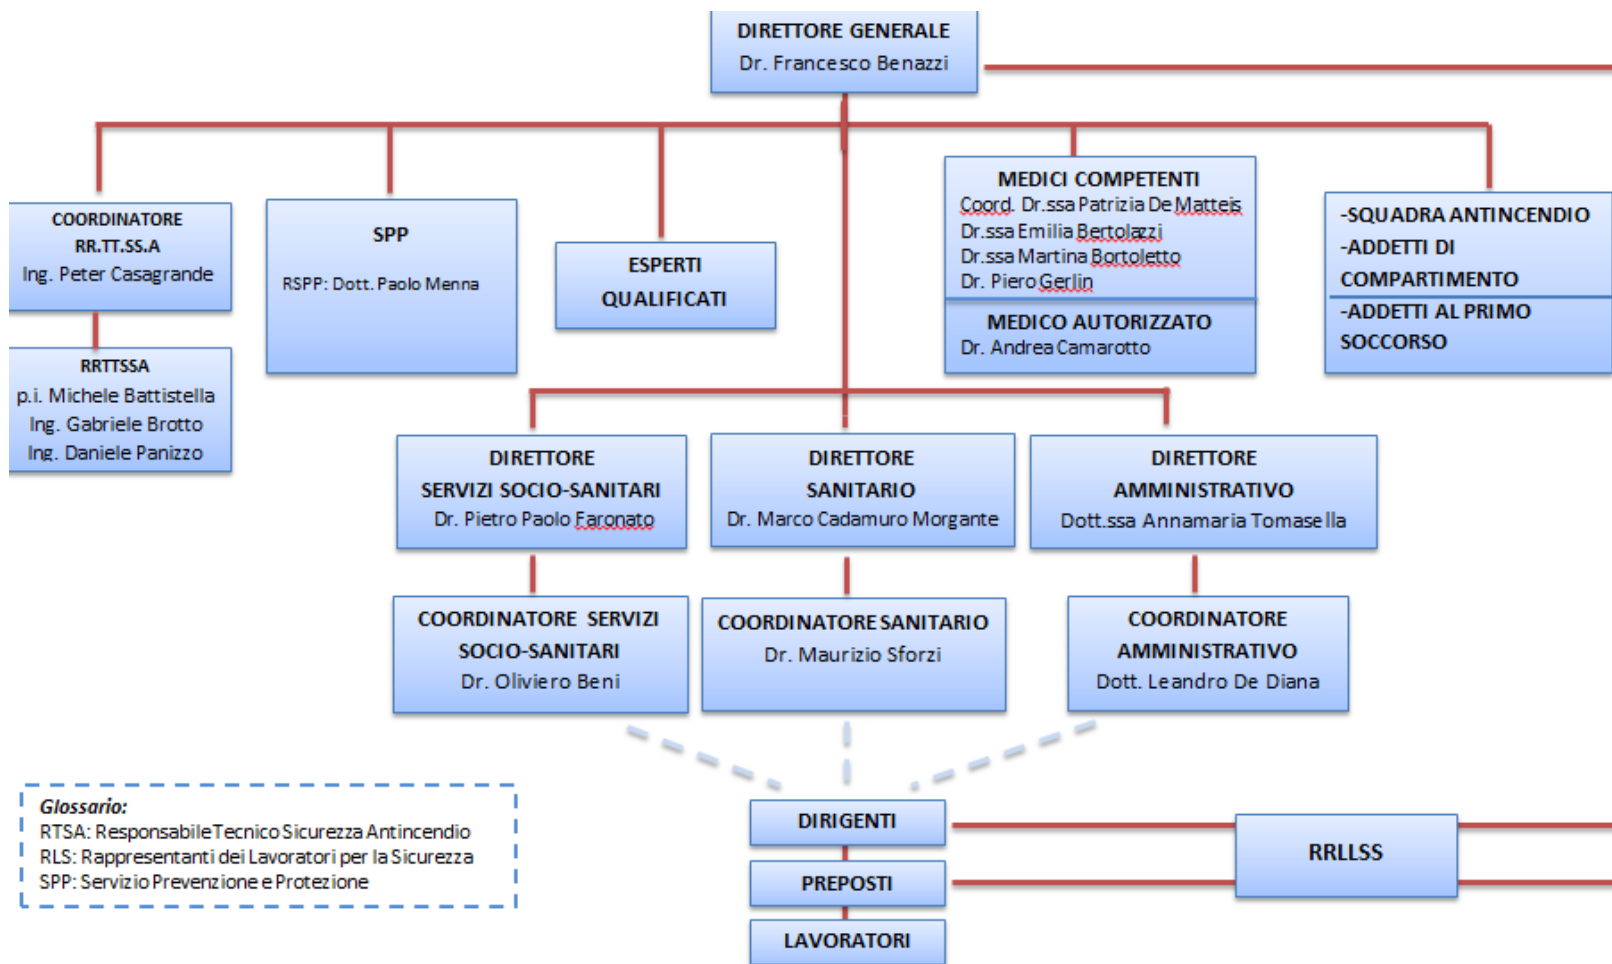 DIRETTORE GENERALE
Dr. Francesco Benazzi
COORDINATORE
RR.TT.SS.A
Ing. Peter Casagrande
SPP
RSPP: Dott. Paolo Menna
ESPERTI
QUALIFICATI
MEDICI COMPETENTI
Coord. Dr.ssa Patrizia De Matteis
Dr.ssa Emilia Bertolazzi
Dr.ssa Martina Bortoletto
Dr. Piero Gerlin
MEDICO AUTORIZZATO
Dr. Andrea Camarotto
-SQUADRA ANTINCENDIO
-ADDETTI DI
COMPARTIMENTO
-ADDETTI AL PRIMO
SOCCORSO
RRTTSSA
p.i. Michele Battistella
Ing. Gabriele Brotto
Ing. Daniele Panizzo
DIRETTORE
SERVIZI SOCIO-SANITARI
Dr. Pietro Paolo Faronato
DIRETTORE
SANITARIO
Dr. Marco Cadamuro Morgante
DIRETTORE
AMMINISTRATIVO
Dott.ssa Annamaria Tomasella
COORDINATORE SERVIZI
SOCIO-SANITARI
Dr. Oliviero Beni
COORDINATORE SANITARIO
Dr. Maurizio Sforzi
COORDINATORE
AMMINISTRATIVO
Dott. Leandro De Diana
Glossario:
RTSA: Responsabile Tecnico Sicurezza Antincendio
RLS: Rappresentanti dei Lavoratori per la Sicurezza
SPP: Servizio Prevenzione e Protezione
DIRIGENTI
PREPOSTI
LAVORATORI
RRLLSS